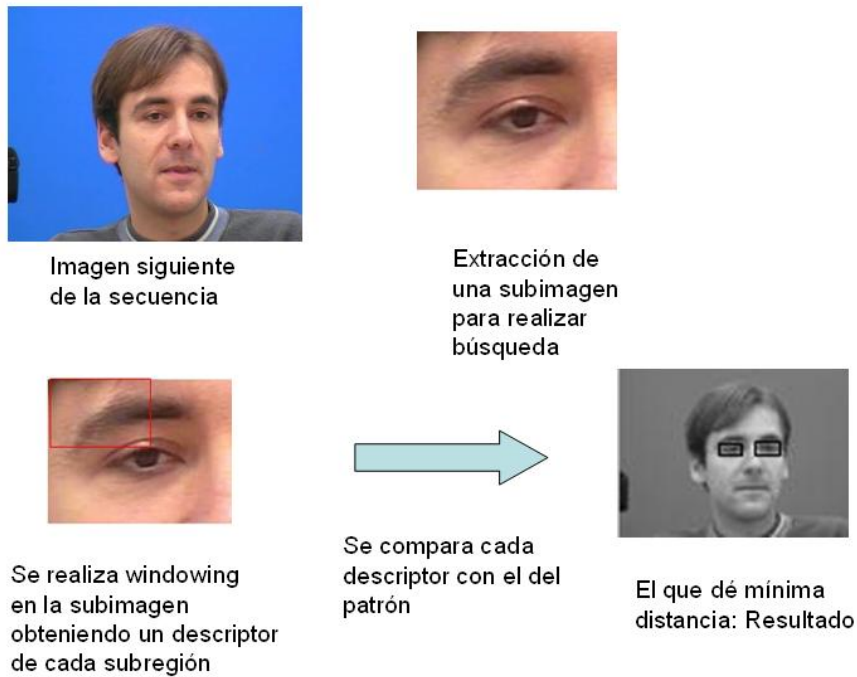 Imagen siguiente
de la secuencia
Extracción de
una subimagen
para realizar
búsqueda
Se realiza windowing
en la subimagen
obteniendo un descriptor
de cada subregión
Se compara cada
descriptor con el del
patrón
El que dé mínima
distancia: Resultado